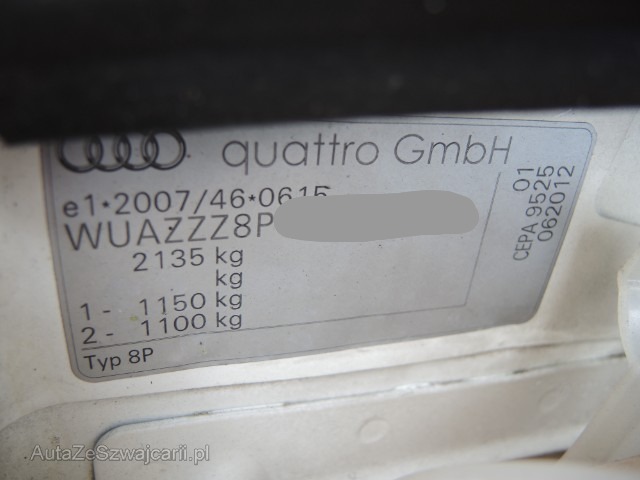 quattro GmbH
e1*2007/46*0615
WUAZZZ8P
2135 kg
kg
1 - 1150 kg
2 - 1100 kg
Typ 8P
01
CEPA 9525
062012
AutaZeSzwajcarii.pl